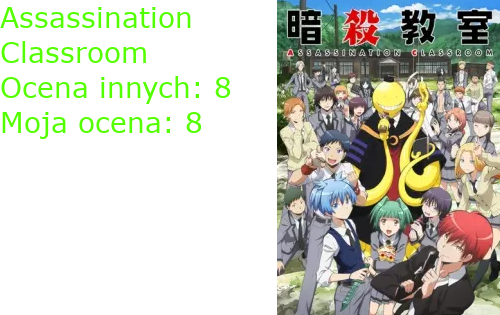 Assassination
Classroom
Ocena innych: 8
Moja ocena: 8
暗殺教室
ASSASSINATION CLASSROOM